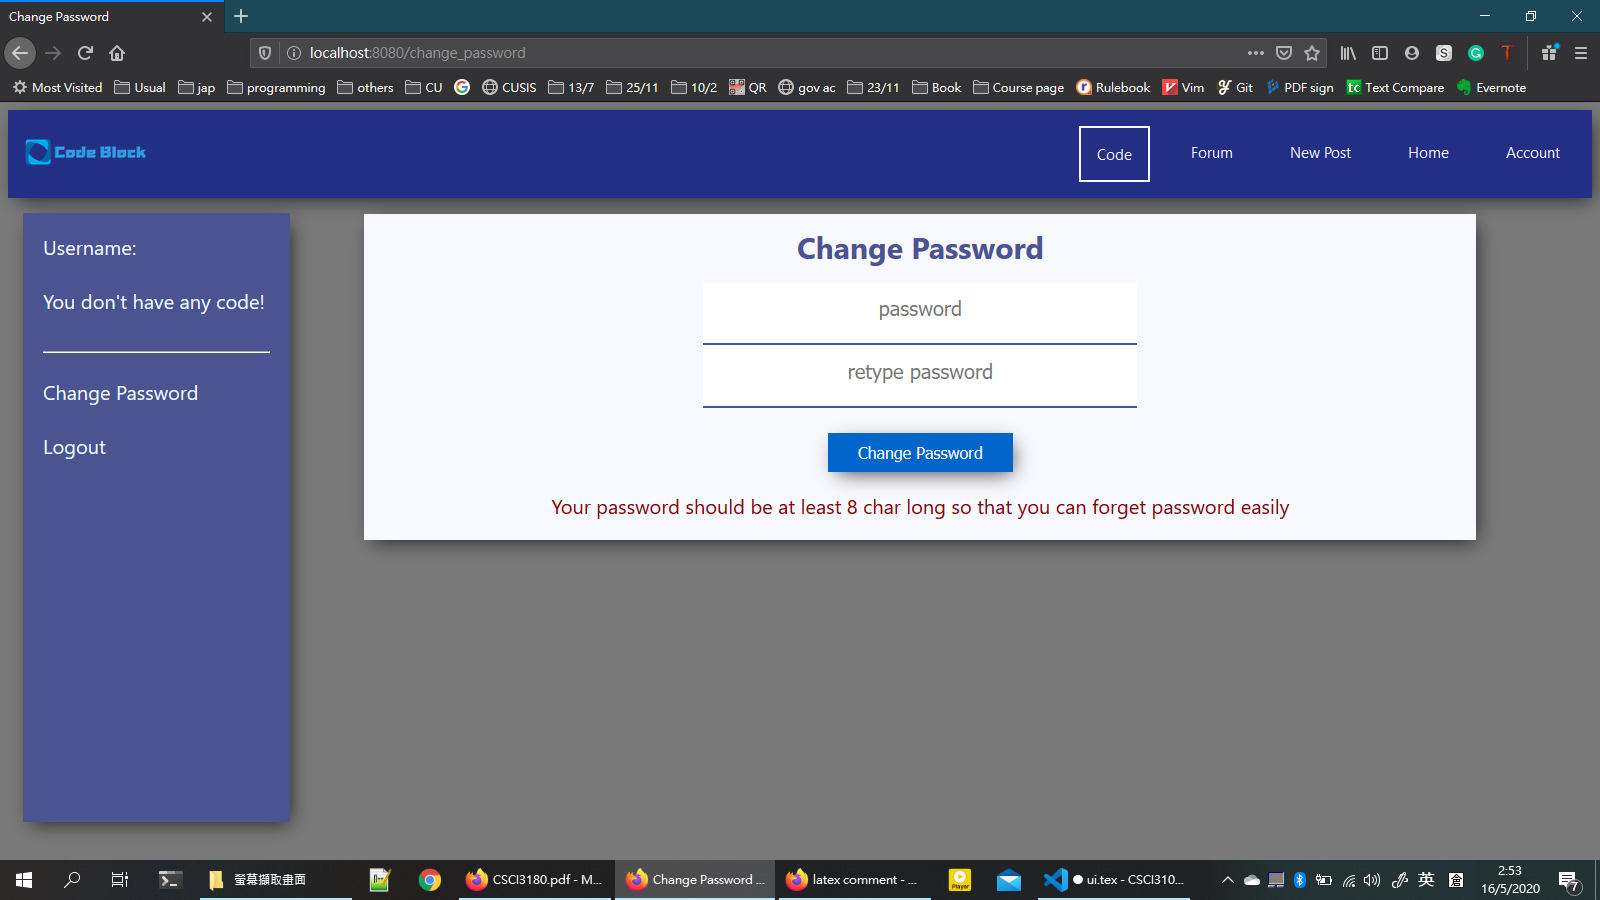 Change Password
localhost:8080/change_password
Most Visited Usual jap programming others CU CUSIS 13/7 25/11 10/2 QR gov ac 23/11 Book Course page Rulebook Vim Git PDF sign Text Compare Evernote
Code Block
Code Forum New Post Home Account
Username:
You don't have any code!
Change Password
Logout
Change Password
password
retype password
Change Password
Your password should be at least 8 char long so that you can forget password easily
螢幕擷取畫面
CSCI3180.pdf - M...
Change Password ...
latex comment - ...
Player
ui.tex - CSCI310...
英
倉
2:53
16/5/2020
7